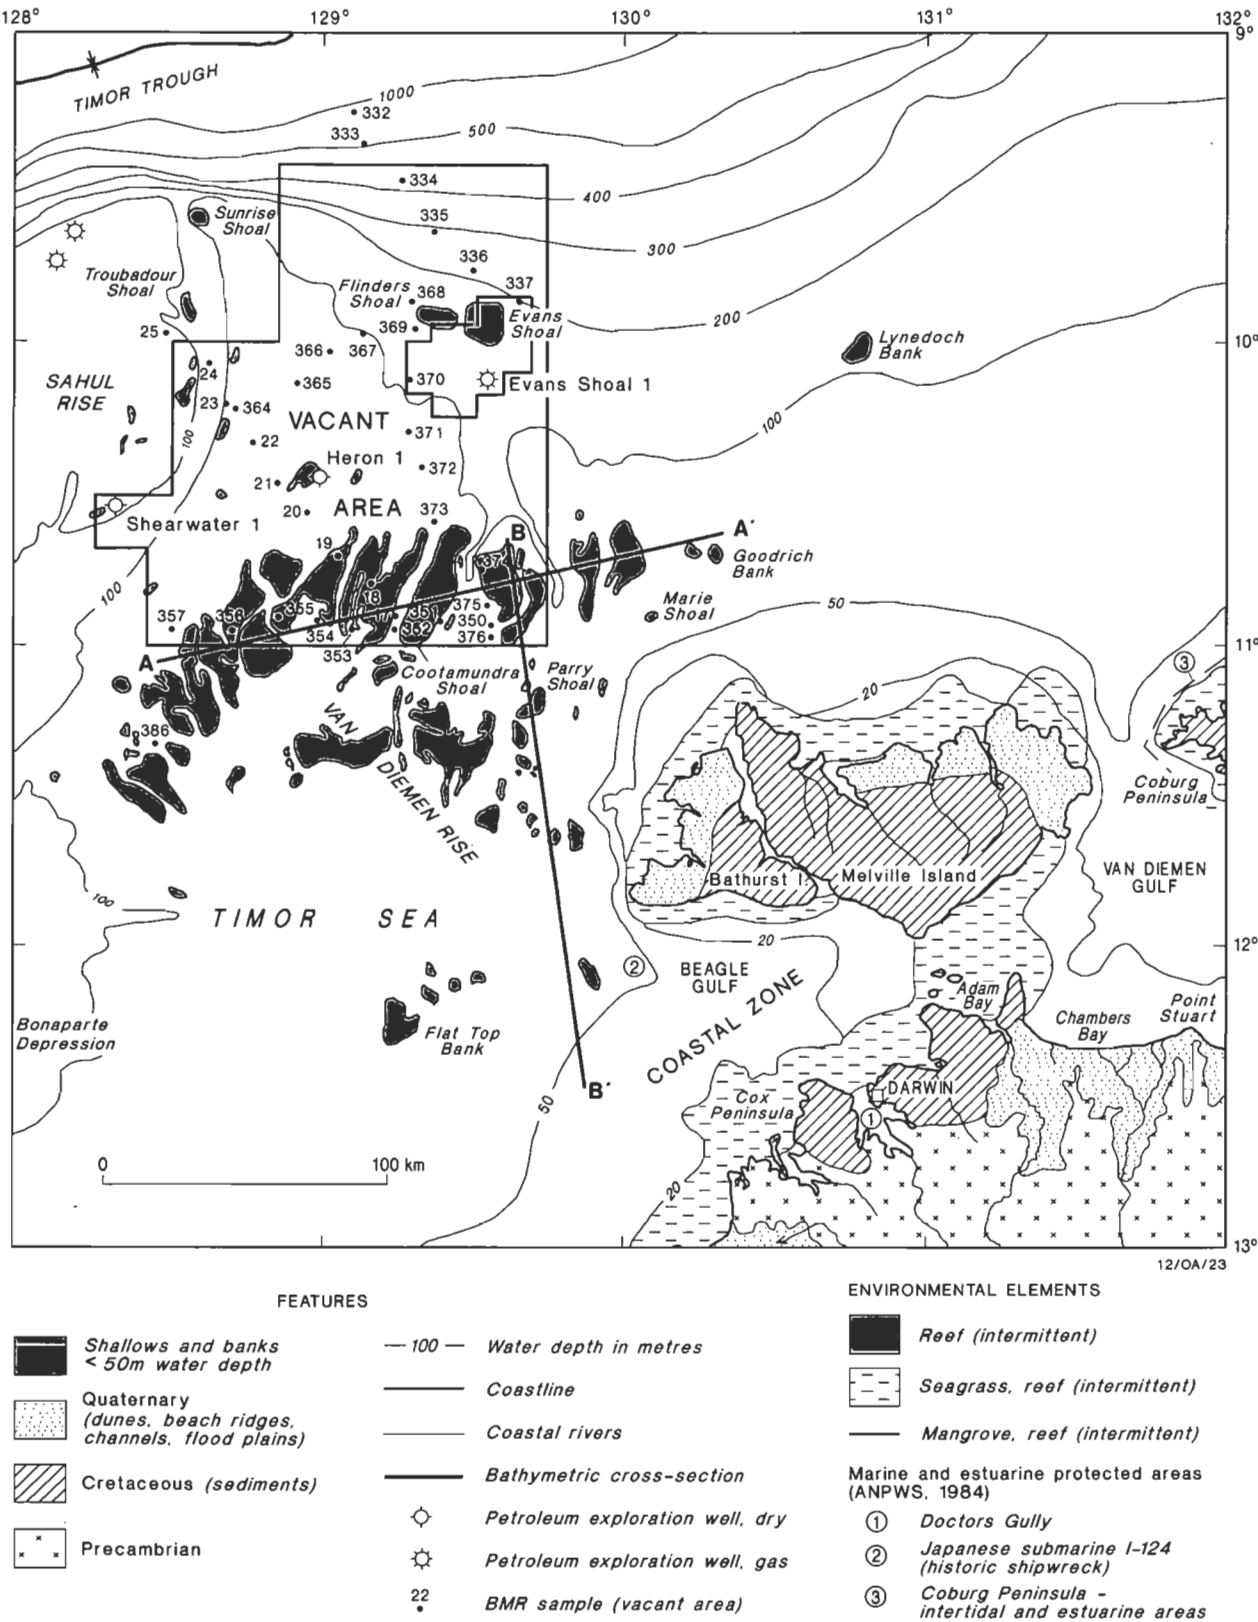 128°
129°
130°
131°
132°
9°
TIMOR TROUGH
1000
332
333
500
334
400
Sunrise
Shoal
335
300
336
Troubadour
Shoal
Flinders
Shoal
368
337
Evans
Shoal
200
25
369
366
367
Lynedoch
Bank
10°
24
365
370
Evans Shoal 1
SAHUL
RISE
23
364
VACANT
100
100
22
371
Heron 1
372
21
AREA
20
373
Shearwater 1
B
A'
19
37
Goodrich
Bank
100
18
357
356
355
17
351
375
350
Marie
Shoal
50
354
352
376
11°
A
353
Cootamundra
Shoal
Parry
Shoal
3
20
386
VAN
DIEMEN RISE
Coburg
Peninsula
Bathurst I.
Melville Island
VAN DIEMEN
GULF
100
TIMOR SEA
20
12°
2
BEAGLE
GULF
COASTAL ZONE
Adam
Bay
Chambers
Bay
Point
Stuart
Bonaparte
Depression
Flat Top
Bank
B'
50
Cox
Peninsula
DARWIN
1
0
100 km
20
13°
12/OA/23
FEATURES
Shallows and banks
< 50m water depth
Quaternary
(dunes, beach ridges,
channels, flood plains)
Cretaceous (sediments)
Precambrian
100
Water depth in metres
Coastline
Coastal rivers
Bathymetric cross-section
Petroleum exploration well, dry
Petroleum exploration well, gas
22
BMR sample (vacant area)
ENVIRONMENTAL ELEMENTS
Reef (intermittent)
Seagrass, reef (intermittent)
Mangrove, reef (intermittent)
Marine and estuarine protected areas
(ANPWS, 1984)
1
Doctors Gully
2
Japanese submarine I-124
(historic shipwreck)
3
Coburg Peninsula -
intertidal and estuarine areas